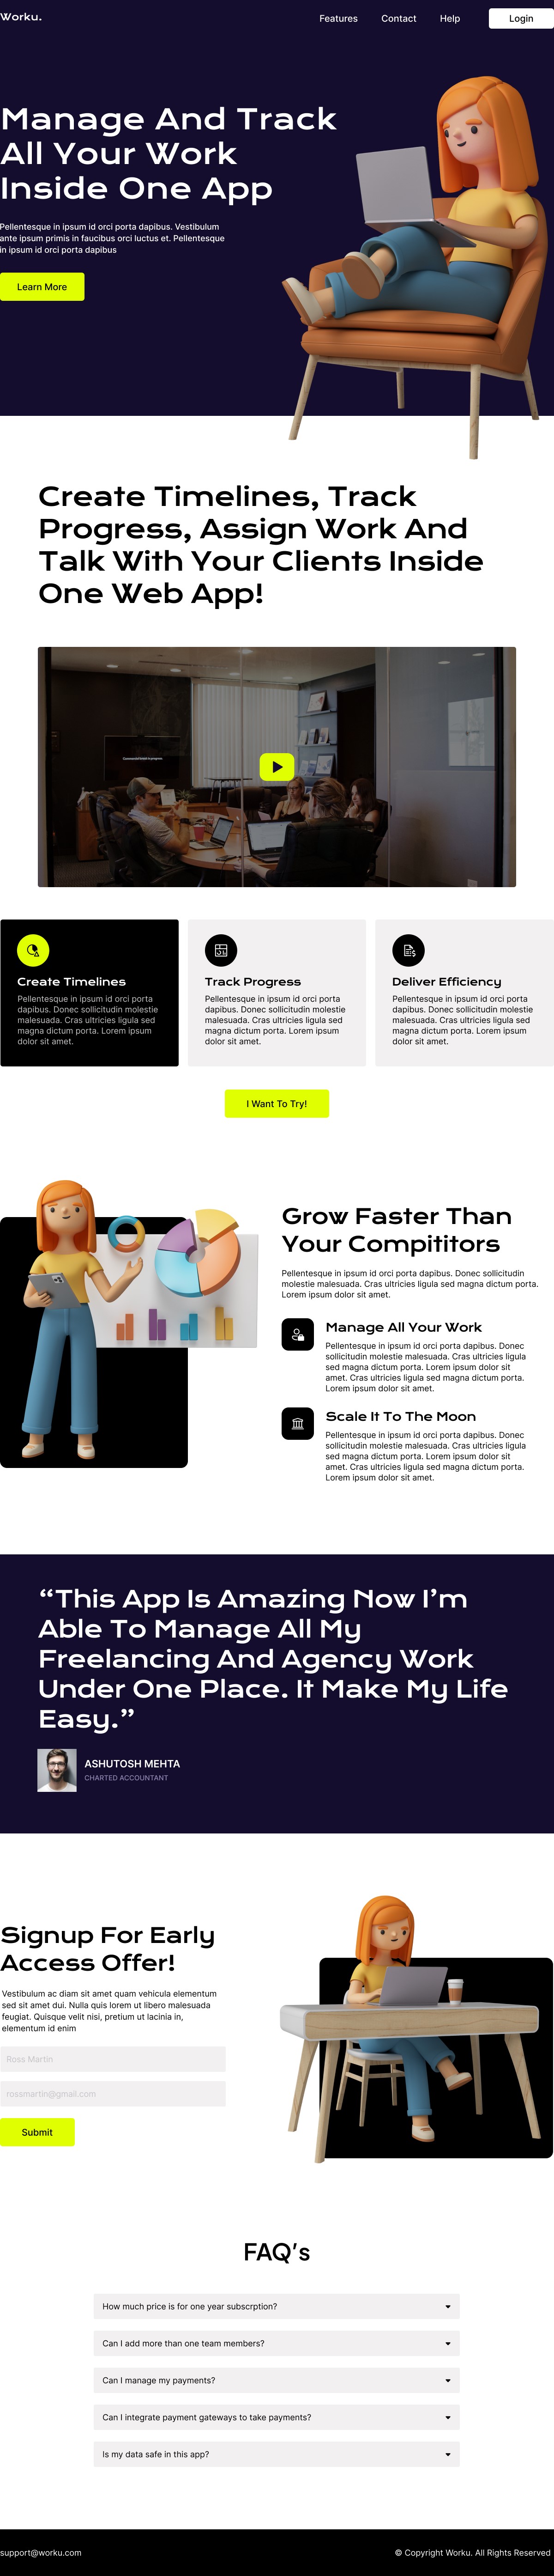 Worku.
Features Contact Help Login
Manage And Track
All Your Work
Inside One App
Pellentesque in ipsum id orci porta dapibus. Vestibulum
ante ipsum primis in faucibus orci luctus et. Pellentesque
in ipsum id orci porta dapibus
Learn More
Create Timelines, Track
Progress, Assign Work And
Talk With Your Clients Inside
One Web App!
Create Timelines
Pellentesque in ipsum id orci porta
dapibus. Donec sollicitudin molestie
malesuada. Cras ultricies ligula sed
magna dictum porta. Lorem ipsum
dolor sit amet.
Track Progress
Pellentesque in ipsum id orci porta
dapibus. Donec sollicitudin molestie
malesuada. Cras ultricies ligula sed
magna dictum porta. Lorem ipsum
dolor sit amet.
Deliver Efficiency
Pellentesque in ipsum id orci porta
dapibus. Donec sollicitudin molestie
malesuada. Cras ultricies ligula sed
magna dictum porta. Lorem ipsum
dolor sit amet.
I Want To Try!
Grow Faster Than
Your Compititors
Pellentesque in ipsum id orci porta dapibus. Donec sollicitudin
molestie malesuada. Cras ultricies ligula sed magna dictum porta.
Lorem ipsum dolor sit amet.
Manage All Your Work
Pellentesque in ipsum id orci porta dapibus. Donec
sollicitudin molestie malesuada. Cras ultricies ligula
sed magna dictum porta. Lorem ipsum dolor sit
amet. Cras ultricies ligula sed magna dictum porta.
Lorem ipsum dolor sit amet.
Scale It To The Moon
Pellentesque in ipsum id orci porta dapibus. Donec
sollicitudin molestie malesuada. Cras ultricies ligula
sed magna dictum porta. Lorem ipsum dolor sit
amet. Cras ultricies ligula sed magna dictum porta.
Lorem ipsum dolor sit amet.
“This App Is Amazing Now I’m
Able To Manage All My
Freelancing And Agency Work
Under One Place. It Make My Life
Easy.”
ASHUTOSH MEHTA
CHARTED ACCOUNTANT
Signup For Early
Access Offer!
Vestibulum ac diam sit amet quam vehicula elementum
sed sit amet dui. Nulla quis lorem ut libero malesuada
feugiat. Quisque velit nisi, pretium ut lacinia in,
elementum id enim
Ross Martin
rossmartin@gmail.com
Submit
FAQ’s
How much price is for one year subscrption?
Can I add more than one team members?
Can I manage my payments?
Can I integrate payment gateways to take payments?
Is my data safe in this app?
support@worku.com
© Copyright Worku. All Rights Reserved